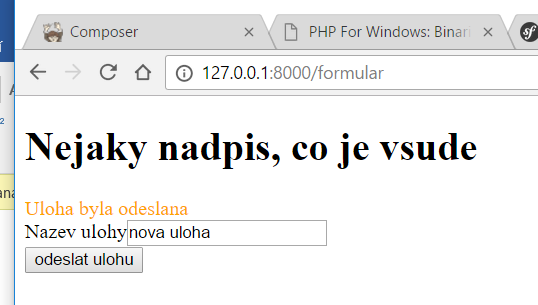 Composer
PHP For Windows: Binari
sf
127.0.0.1:8000/formular
Nejaky nadpis, co je vsude
Uloha byla odeslana
Nazev ulohy nova uloha
odeslat ulohu